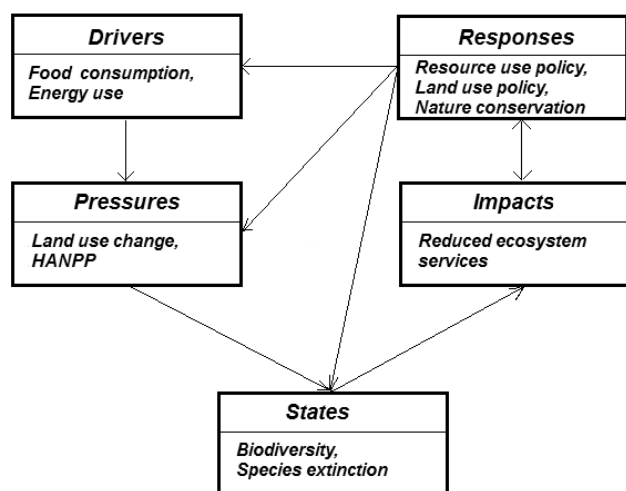 Drivers
Food consumption,
Energy use
Responses
Resource use policy,
Land use policy,
Nature conservation
Pressures
Land use change,
HANPP
Impacts
Reduced ecosystem
services
States
Biodiversity,
Species extinction